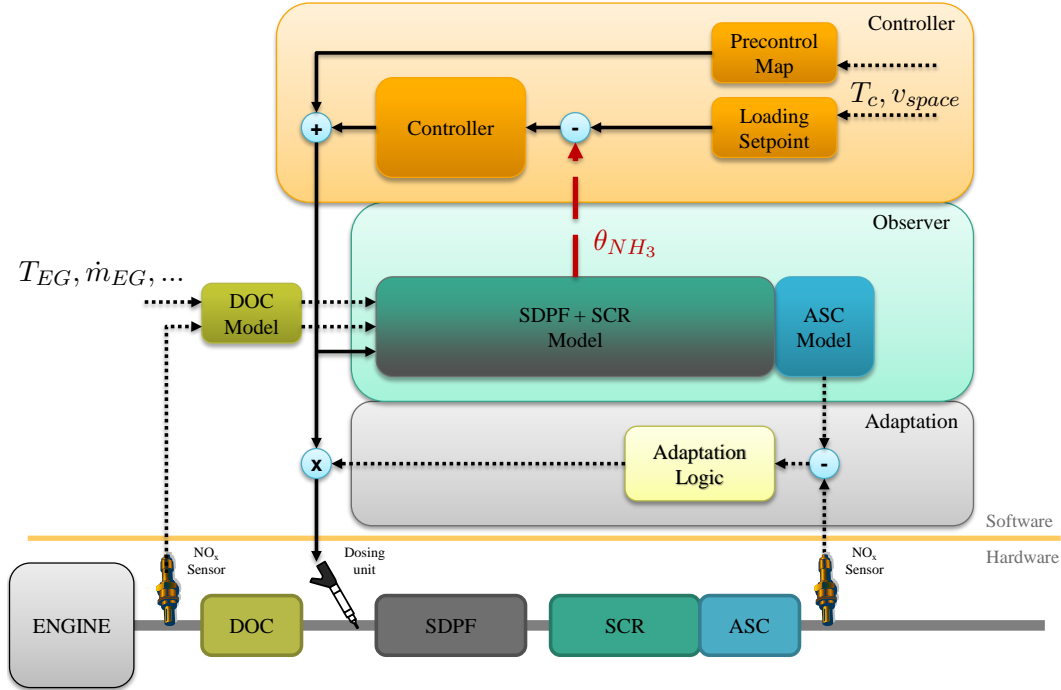 Controller
Precontrol
Map
T_c, v_space
+
Controller
-
Loading
Setpoint
Observer
θ_NH3
T_EG, ṁ_EG, ...
DOC
Model
SDPF + SCR
Model
ASC
Model
Adaptation
x
Adaptation
Logic
-
Software
Hardware
NOx
Sensor
Dosing
unit
NOx
Sensor
ENGINE
DOC
SDPF
SCR
ASC